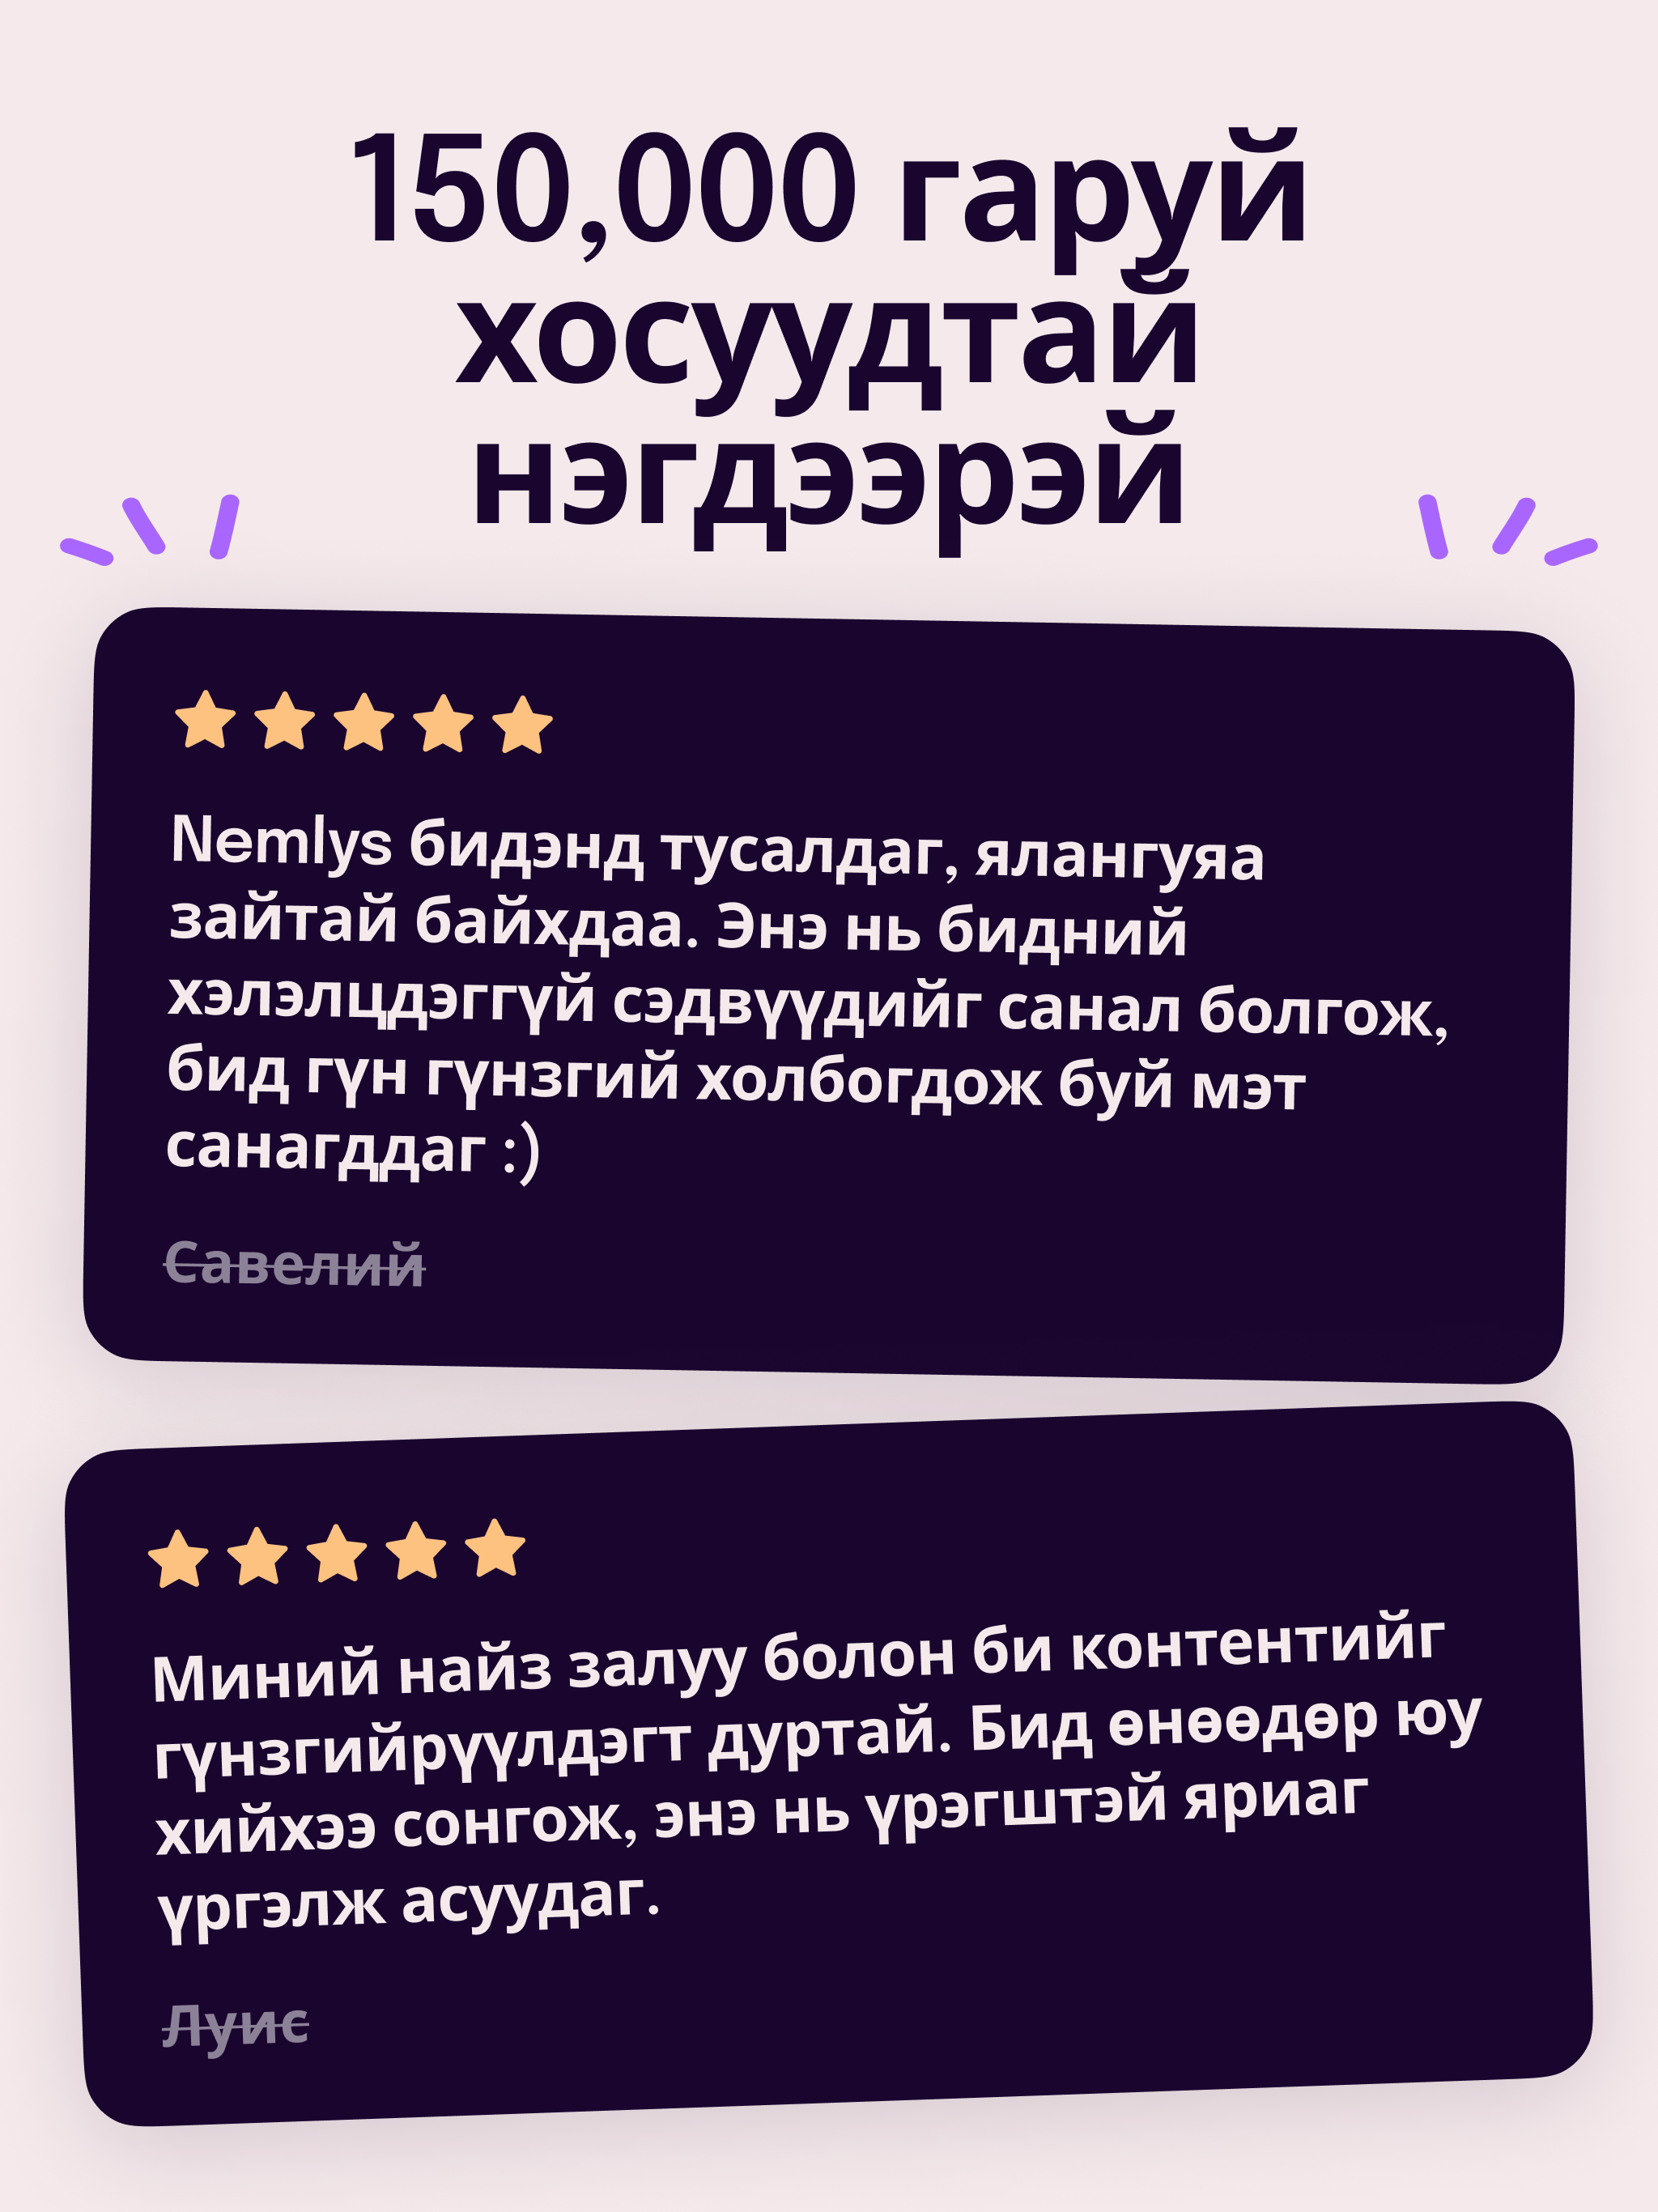 150,000 гаруй
хосуудтай
нэгдээрэй
Nemlys бидэнд тусалдаг, ялангуяа
зайтай байхдаа. Энэ нь бидний
хэлэлцдэггүй сэдвүүдийг санал болгож,
бид гүн гүнзгий холбогдож буй мэт
санагддаг :)
Савелий
Миний найз залуу болон би контентийг
гүнзгийрүүлдэгт дуртай. Бид өнөөдөр юу
хийхээ сонгож, энэ нь үрэгштэй яриаг
үргэлж асуудаг.
Луис